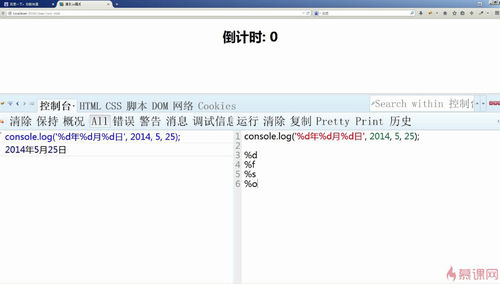 倒计时: 0
控制台 HTML CSS 脚本 DOM 网络 Cookies
Search within 控制台
清除 保持 概况 All 错误 警告 消息 调试信息
运行 清除 复制 Pretty Print 历史
console.log('%d年%d月%d日', 2014, 5, 25);
2014年5月25日
1 console.log('%d年%d月%d日', 2014, 5, 25);
2
3 %d
4 %f
5 %s
6 %o
慕课网